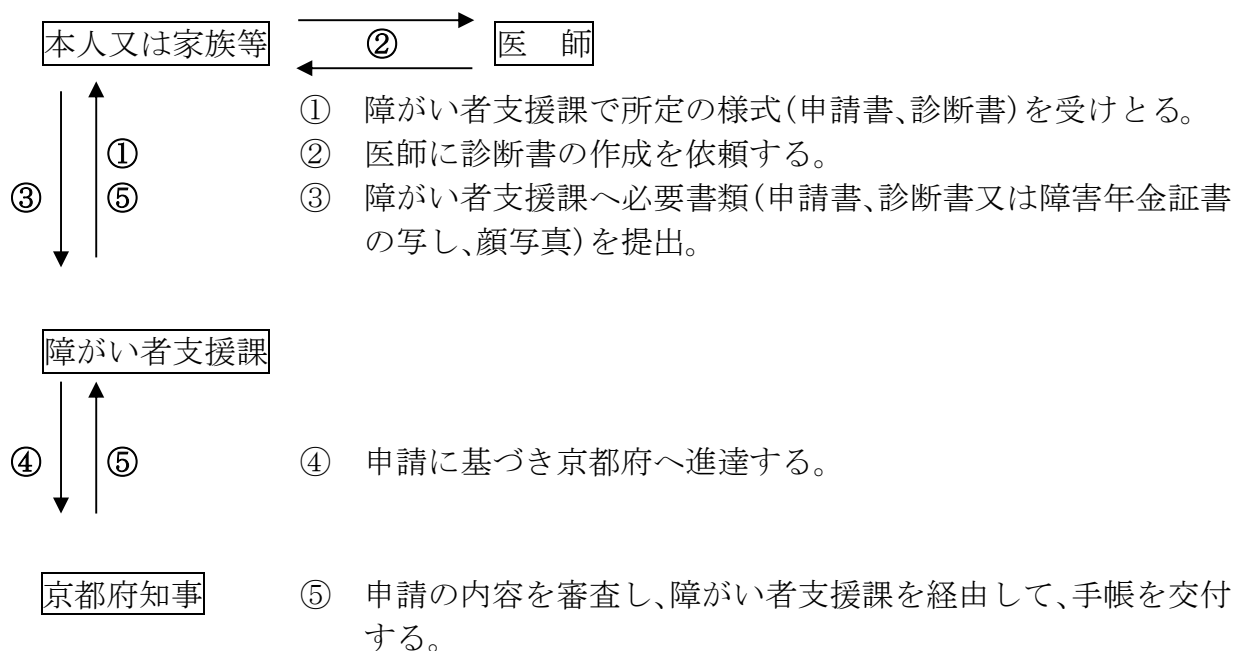 本人又は家族等 ② 医 師
① 障がい者支援課で所定の様式(申請書、診断書)を受けとる。
① ② 医師に診断書の作成を依頼する。
③ ⑤ ③ 障がい者支援課へ必要書類(申請書、診断書又は障害年金証書
の写し、顔写真)を提出。
障がい者支援課
④ ⑤ ④ 申請に基づき京都府へ進達する。
京都府知事 ⑤ 申請の内容を審査し、障がい者支援課を経由して、手帳を交付
する。